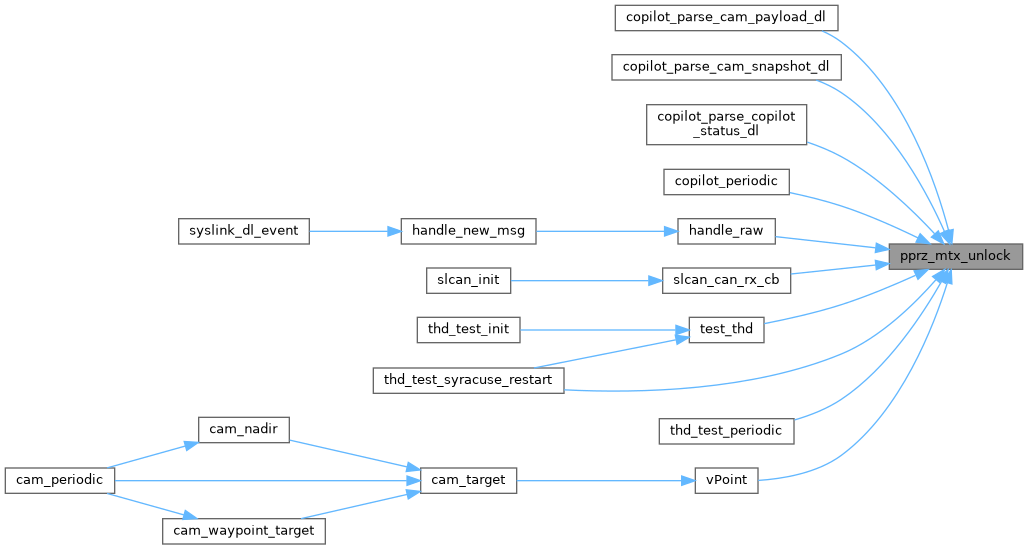 copilot_parse_cam_payload_dl
copilot_parse_cam_snapshot_dl
copilot_parse_copilot
_status_dl
copilot_periodic
syslink_dl_event
handle_new_msg
handle_raw
pprz_mtx_unlock
slcan_init
slcan_can_rx_cb
thd_test_init
test_thd
thd_test_syracuse_restart
thd_test_periodic
cam_nadir
cam_periodic
cam_target
vPoint
cam_waypoint_target